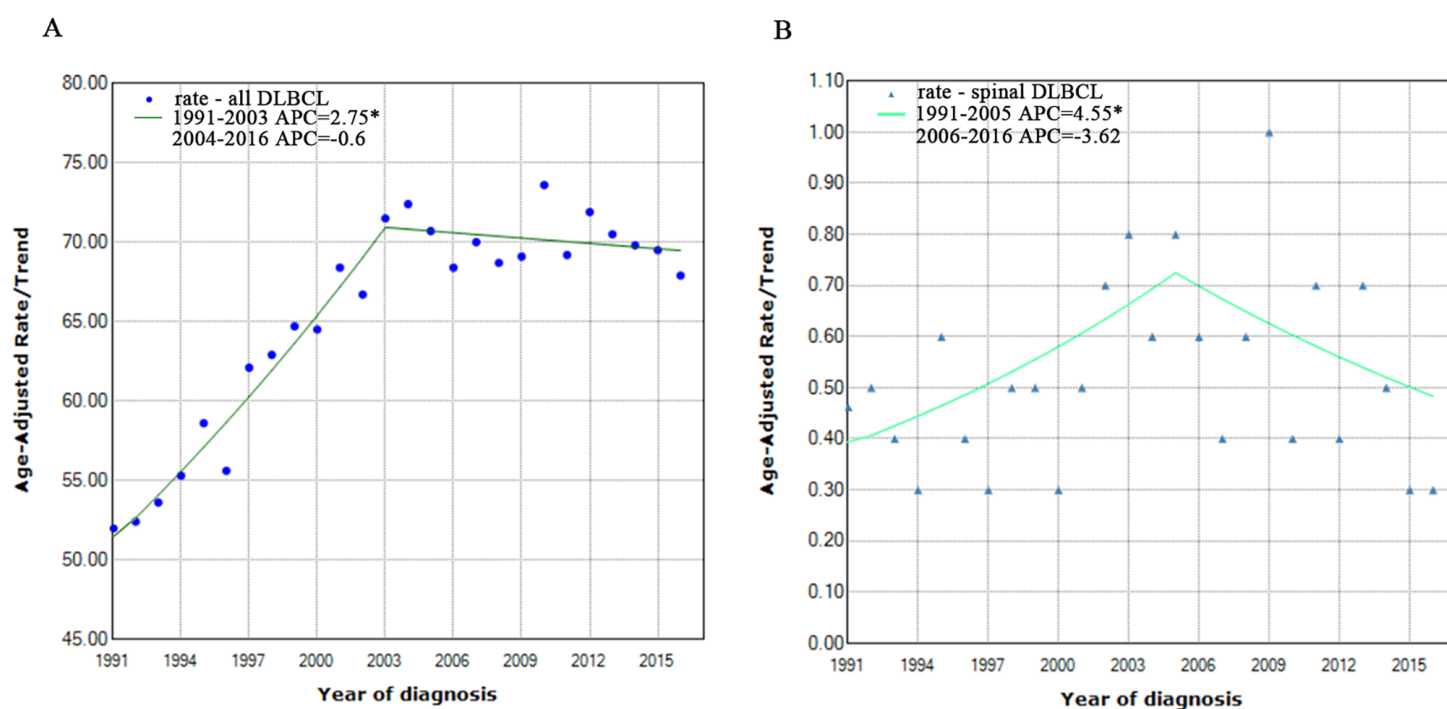 A
80.00
75.00
70.00
65.00
60.00
55.00
50.00
45.00
Age-Adjusted Rate/Trend
rate - all DLBCL
1991-2003 APC=2.75*
2004-2016 APC=-0.6
1991 1994 1997 2000 2003 2006 2009 2012 2015
Year of diagnosis
B
1.10
1.00
0.90
0.80
0.70
0.60
0.50
0.40
0.30
0.20
0.10
0.00
Age-Adjusted Rate/Trend
rate - spinal DLBCL
1991-2005 APC=4.55*
2006-2016 APC=-3.62
1991 1994 1997 2000 2003 2006 2009 2012 2015
Year of diagnosis